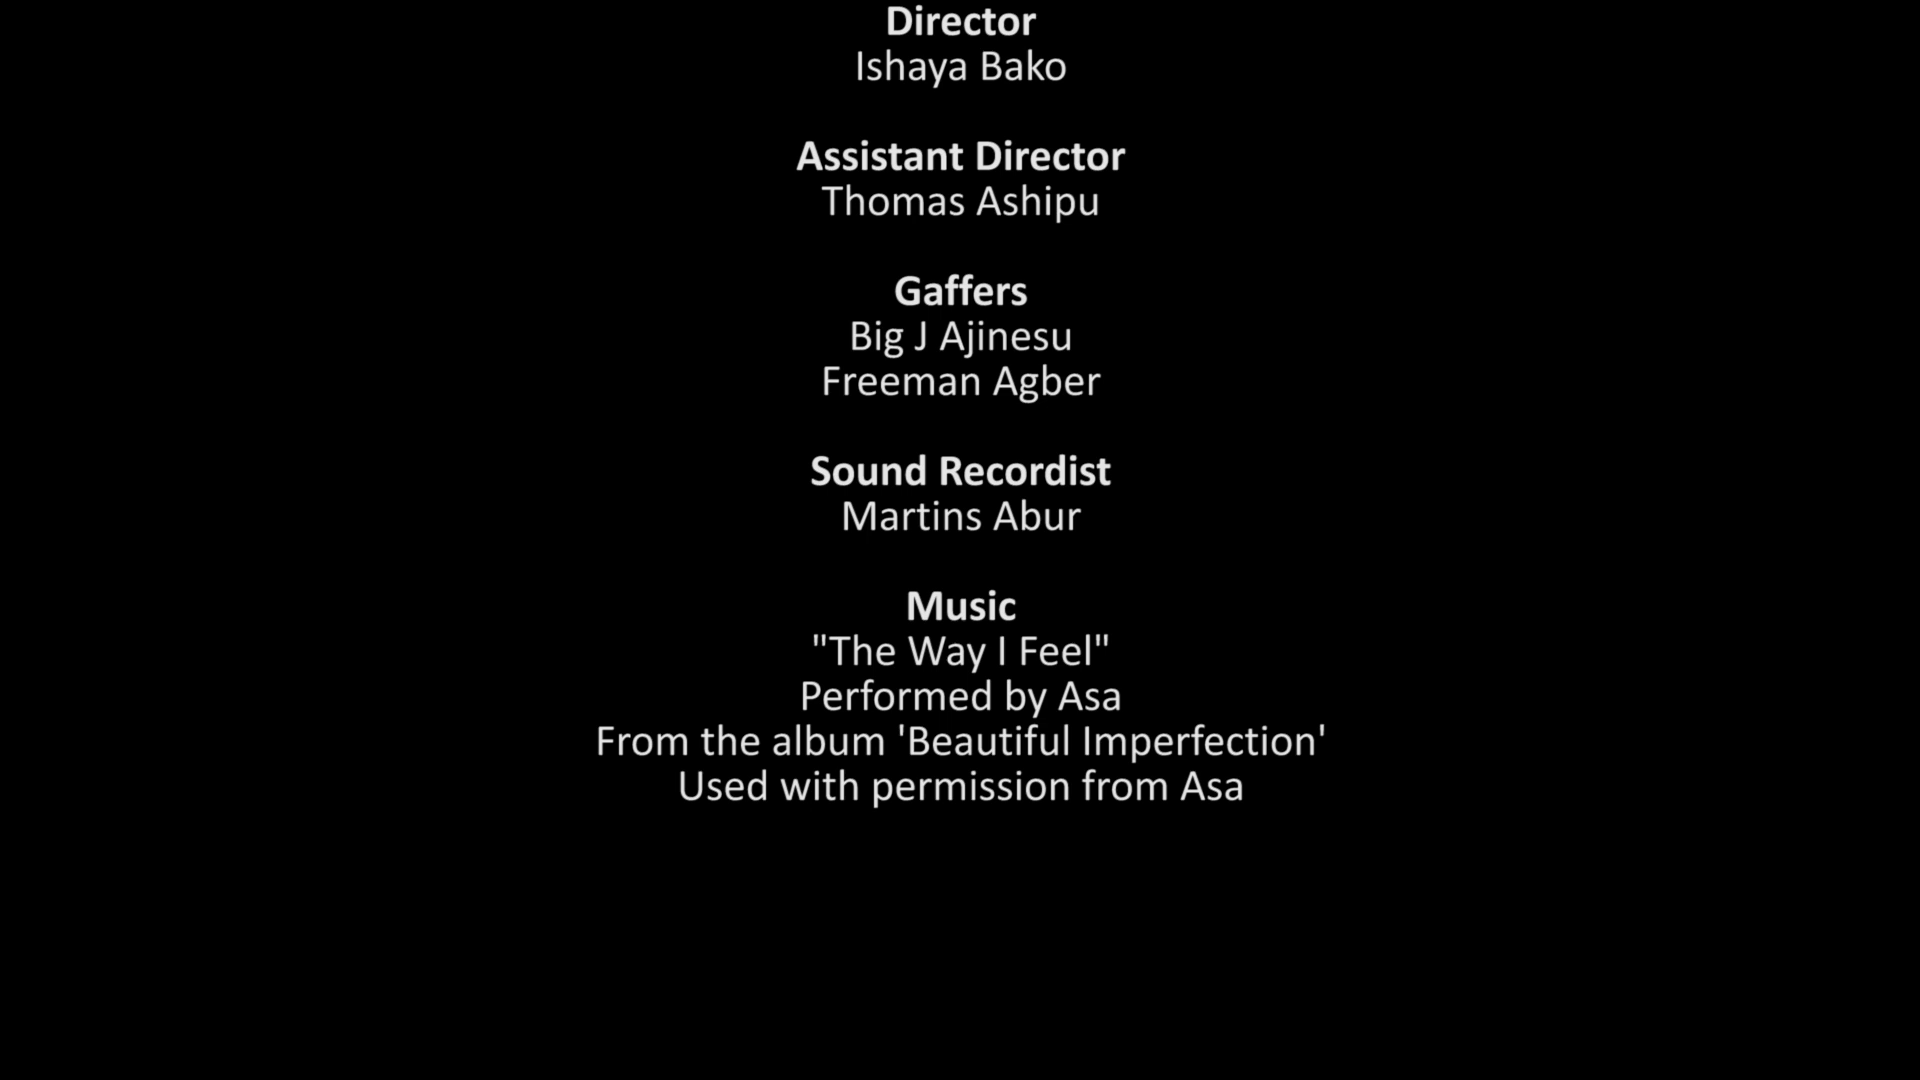 Director
Ishaya Bako
Assistant Director
Thomas Ashipu
Gaffers
Big J Ajinesu
Freeman Agber
Sound Recordist
Martins Abur
Music
"The Way I Feel"
Performed by Asa
From the album 'Beautiful Imperfection'
Used with permission from Asa